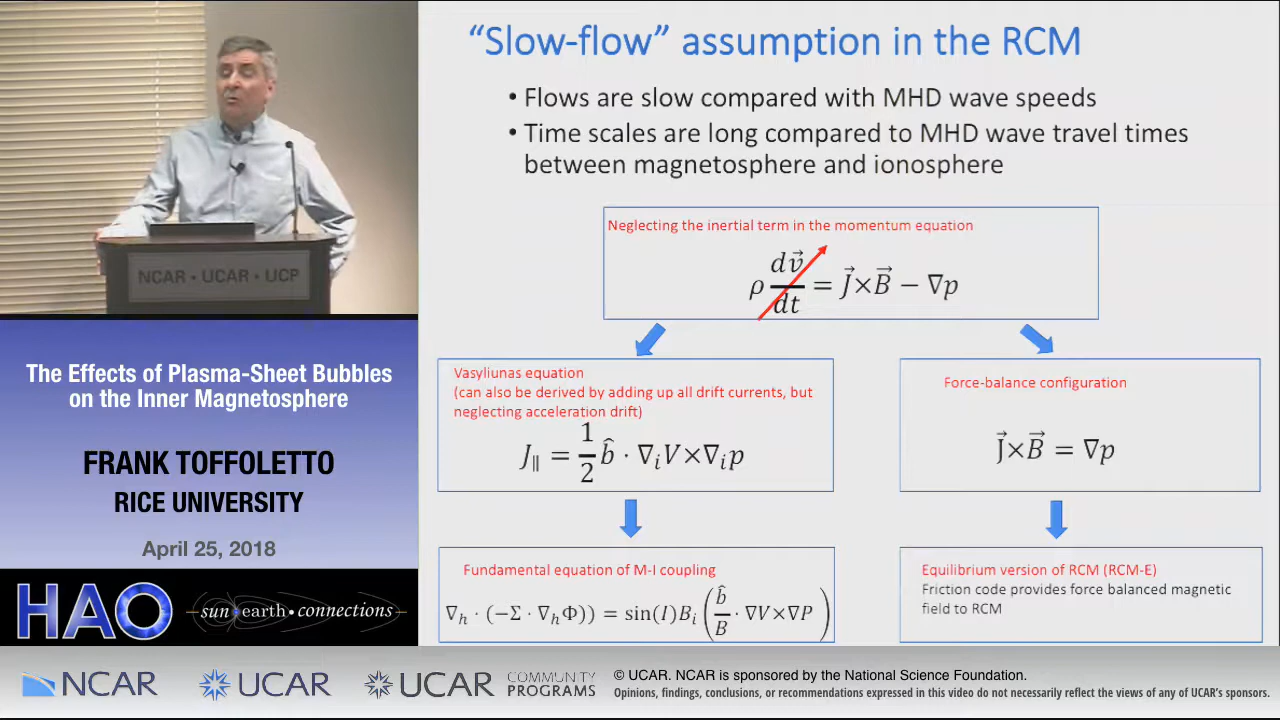 “Slow-flow” assumption in the RCM
• Flows are slow compared with MHD wave speeds
• Time scales are long compared to MHD wave travel times
between magnetosphere and ionosphere
Neglecting the inertial term in the momentum equation
ρ dv⃗/dt = J⃗×B⃗ − ∇p
Vasyliunas equation
(can also be derived by adding up all drift currents, but
neglecting acceleration drift)
J∥ = 1/2 b̂ · ∇ᵢV×∇ᵢp
Force-balance configuration
J⃗×B⃗ = ∇p
Fundamental equation of M-I coupling
∇ₕ · (−Σ · ∇ₕΦ)) = sin(I)Bᵢ (b̂/B · ∇V×∇P)
Equilibrium version of RCM (RCM-E)
Friction code provides force balanced magnetic
field to RCM
NCAR • UCAR • UCP
The Effects of Plasma-Sheet Bubbles
on the Inner Magnetosphere
FRANK TOFFOLETTO
RICE UNIVERSITY
April 25, 2018
HAO
sun•earth•connections
NCAR
UCAR
UCAR
COMMUNITY
PROGRAMS
© UCAR. NCAR is sponsored by the National Science Foundation.
Opinions, findings, conclusions, or recommendations expressed in this video do not necessarily reflect the views of any of UCAR's sponsors.